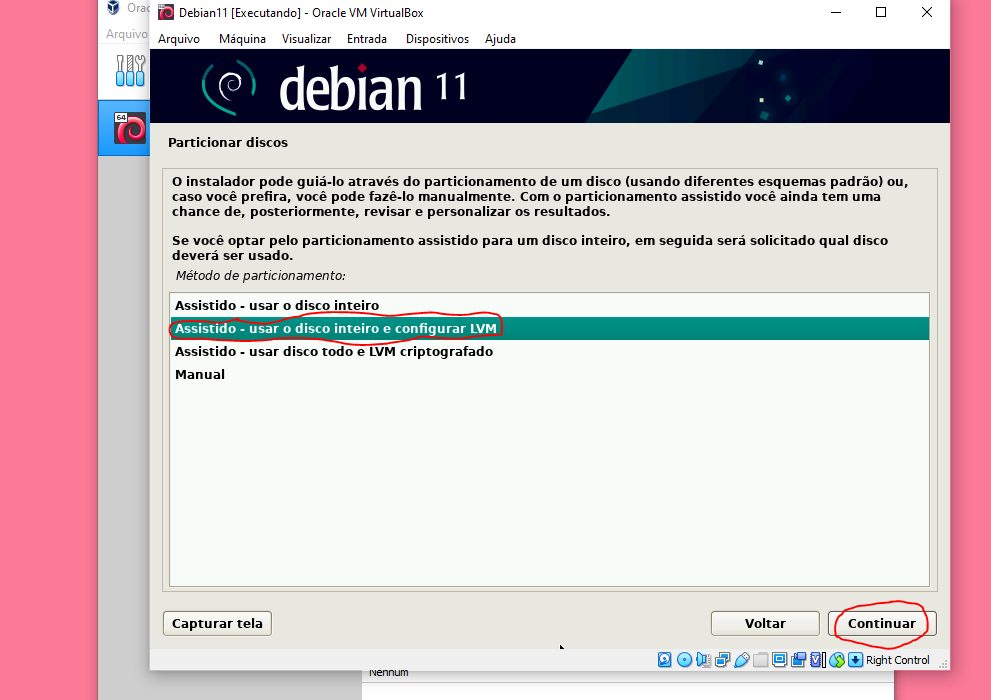 Orac
Debian11 [Executando] - Oracle VM VirtualBox
Arquivo
Arquivo Máquina Visualizar Entrada Dispositivos Ajuda
debian 11
64
Particionar discos
O instalador pode guiá-lo através do particionamento de um disco (usando diferentes esquemas padrão) ou,
caso você prefira, você pode fazê-lo manualmente. Com o particionamento assistido você ainda tem uma
chance de, posteriormente, revisar e personalizar os resultados.
Se você optar pelo particionamento assistido para um disco inteiro, em seguida será solicitado qual disco
deverá ser usado.
Método de particionamento:
Assistido - usar o disco inteiro
Assistido - usar o disco inteiro e configurar LVM
Assistido - usar disco todo e LVM criptografado
Manual
Capturar tela Voltar Continuar
Right Control
Nenhum